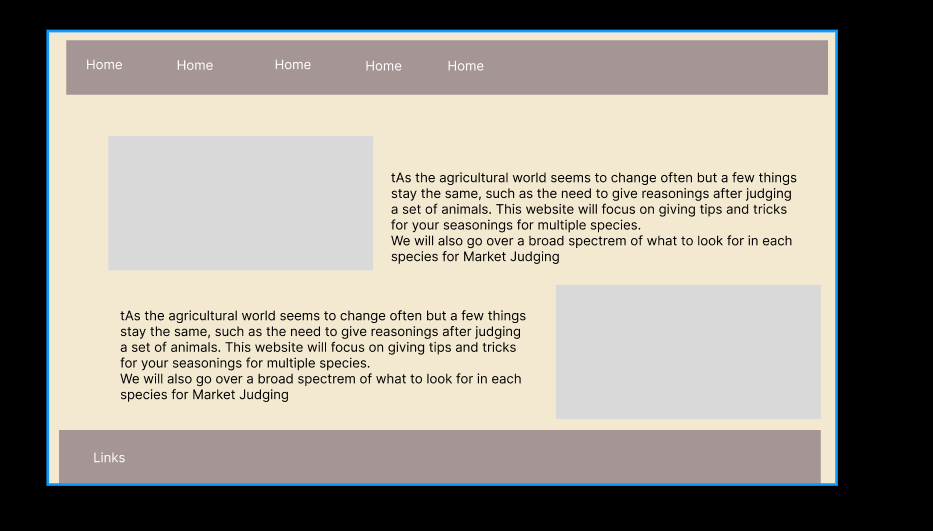 Home Home Home Home Home
tAs the agricultural world seems to change often but a few things
stay the same, such as the need to give reasonings after judging
a set of animals. This website will focus on giving tips and tricks
for your seasonings for multiple species.
We will also go over a broad spectrem of what to look for in each
species for Market Judging
tAs the agricultural world seems to change often but a few things
stay the same, such as the need to give reasonings after judging
a set of animals. This website will focus on giving tips and tricks
for your seasonings for multiple species.
We will also go over a broad spectrem of what to look for in each
species for Market Judging
Links